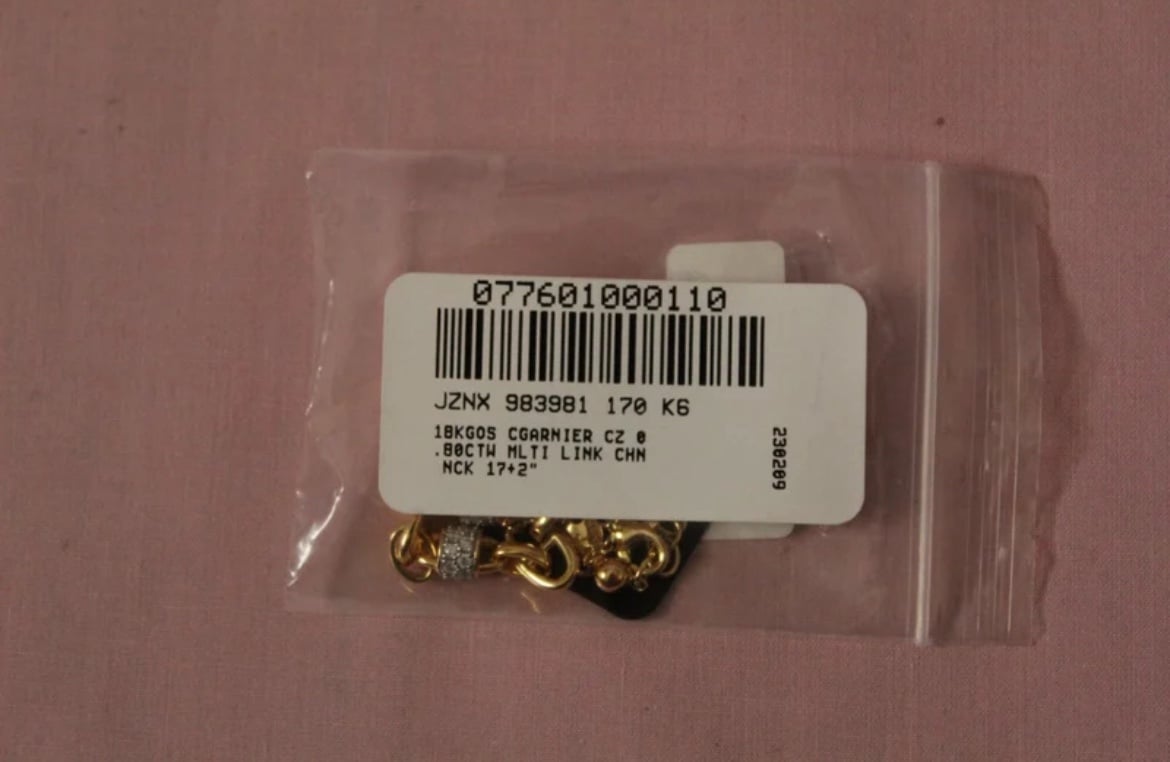 077601000110
JZNX 983981 170 K6
18KGOS CGARNIER CZ 0
.80CTW MLTI LINK CHN
NCK 17+2"
230209